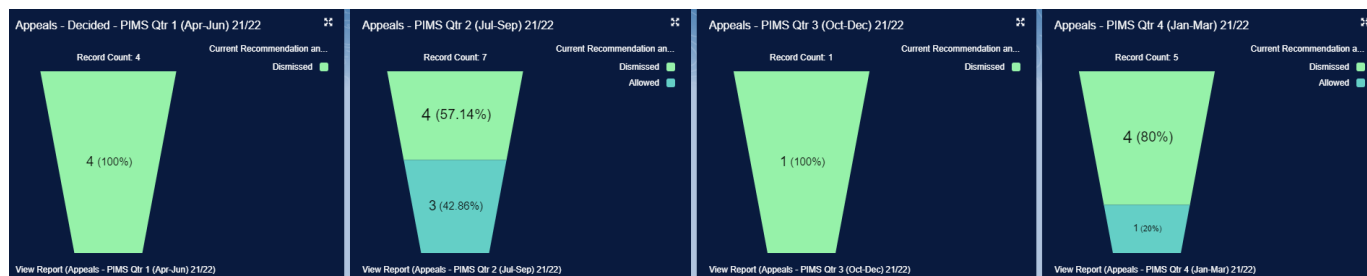 Appeals - Decided - PIMS Qtr 1 (Apr-Jun) 21/22
Record Count: 4
Current Recommendation an...
Dismissed
4 (100%)
View Report (Appeals - PIMS Qtr 1 (Apr-Jun) 21/22)
Appeals - PIMS Qtr 2 (Jul-Sep) 21/22
Record Count: 7
Current Recommendation an...
Dismissed
Allowed
4 (57.14%)
3 (42.86%)
View Report (Appeals - PIMS Qtr 2 (Jul-Sep) 21/22)
Appeals - PIMS Qtr 3 (Oct-Dec) 21/22
Record Count: 1
Current Recommendation an...
Dismissed
1 (100%)
View Report (Appeals - PIMS Qtr 3 (Oct-Dec) 21/22)
Appeals - PIMS Qtr 4 (Jan-Mar) 21/22
Record Count: 5
Current Recommendation a...
Dismissed
Allowed
4 (80%)
1 (20%)
View Report (Appeals - PIMS Qtr 4 (Jan-Mar) 21/22)